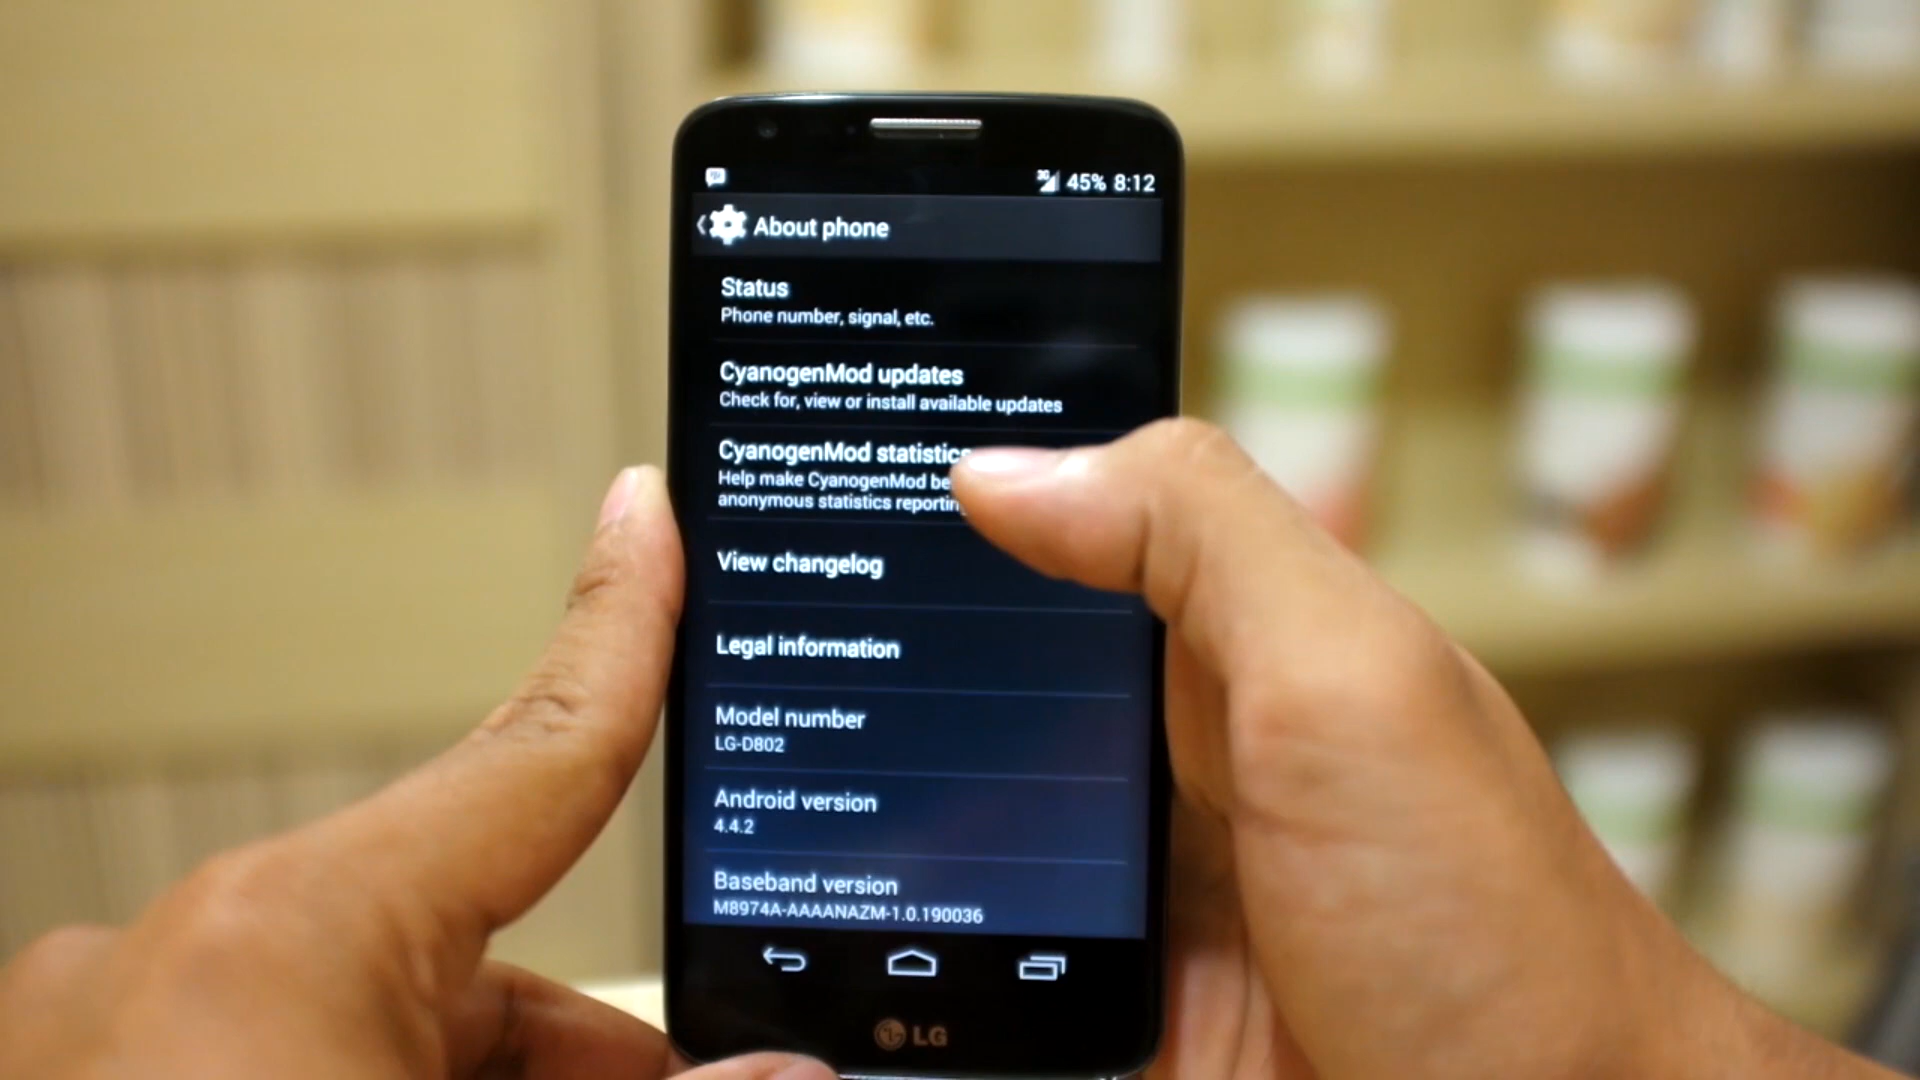 45% 8:12
About phone
Status
Phone number, signal, etc.
CyanogenMod updates
Check for, view or install available updates
CyanogenMod statistics
Help make CyanogenMod be
anonymous statistics reportin
View changelog
Legal information
Model number
LG-D802
Android version
4.4.2
Baseband version
M8974A-AAAANAZM-1.0.190036
LG